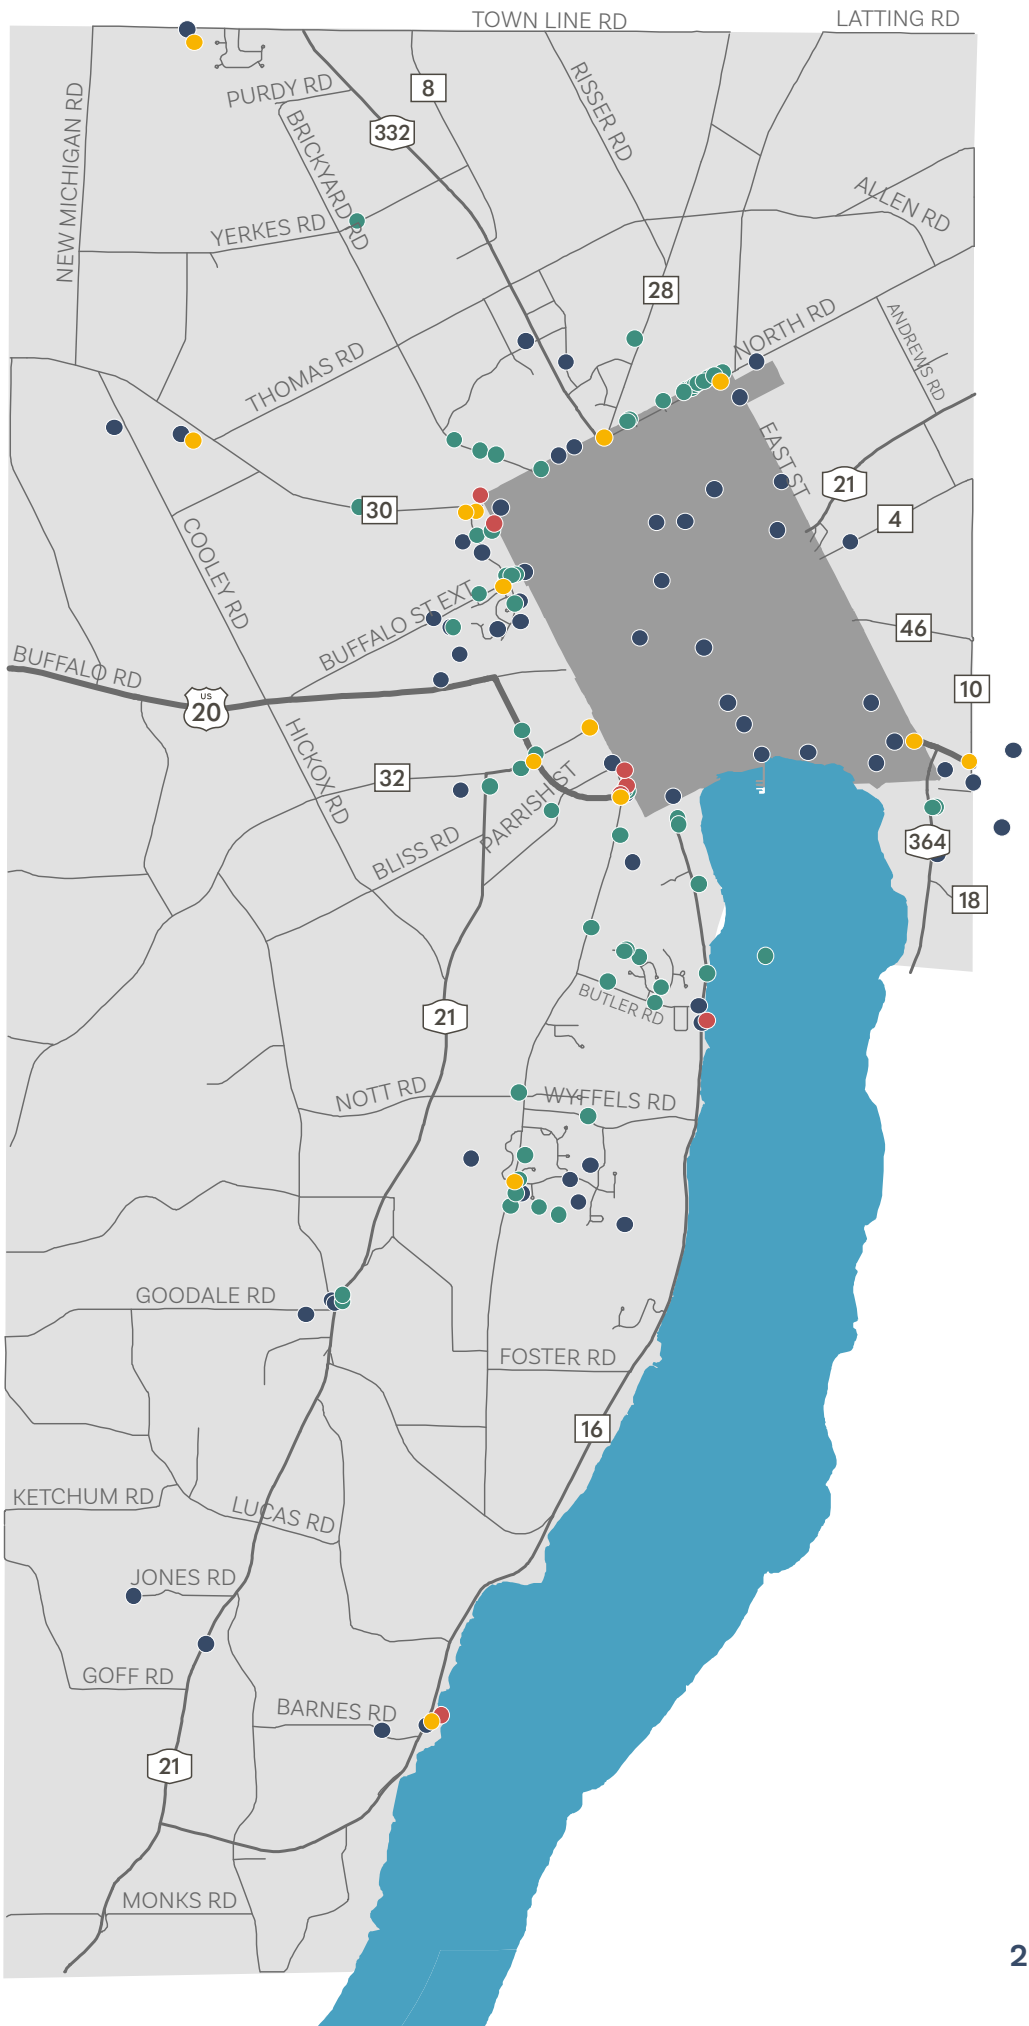 TOWN LINE RD
LATTING RD
8
PURDY RD
332
RISSER RD
NEW MICHIGAN RD
BRICKYARD RD
ALLEN RD
YERKES RD
28
NORTH RD
ANDREWS RD
THOMAS RD
EAST ST
21
30
4
COOLEY RD
BUFFALO ST EXT
46
BUFFALO RD
US
20
10
HICKOX RD
32
PARRISH ST
BLISS RD
364
18
BUTLER RD
21
NOTT RD
WYFFELS RD
GOODALE RD
FOSTER RD
16
KETCHUM RD
LUCAS RD
JONES RD
GOFF RD
BARNES RD
21
MONKS RD
2